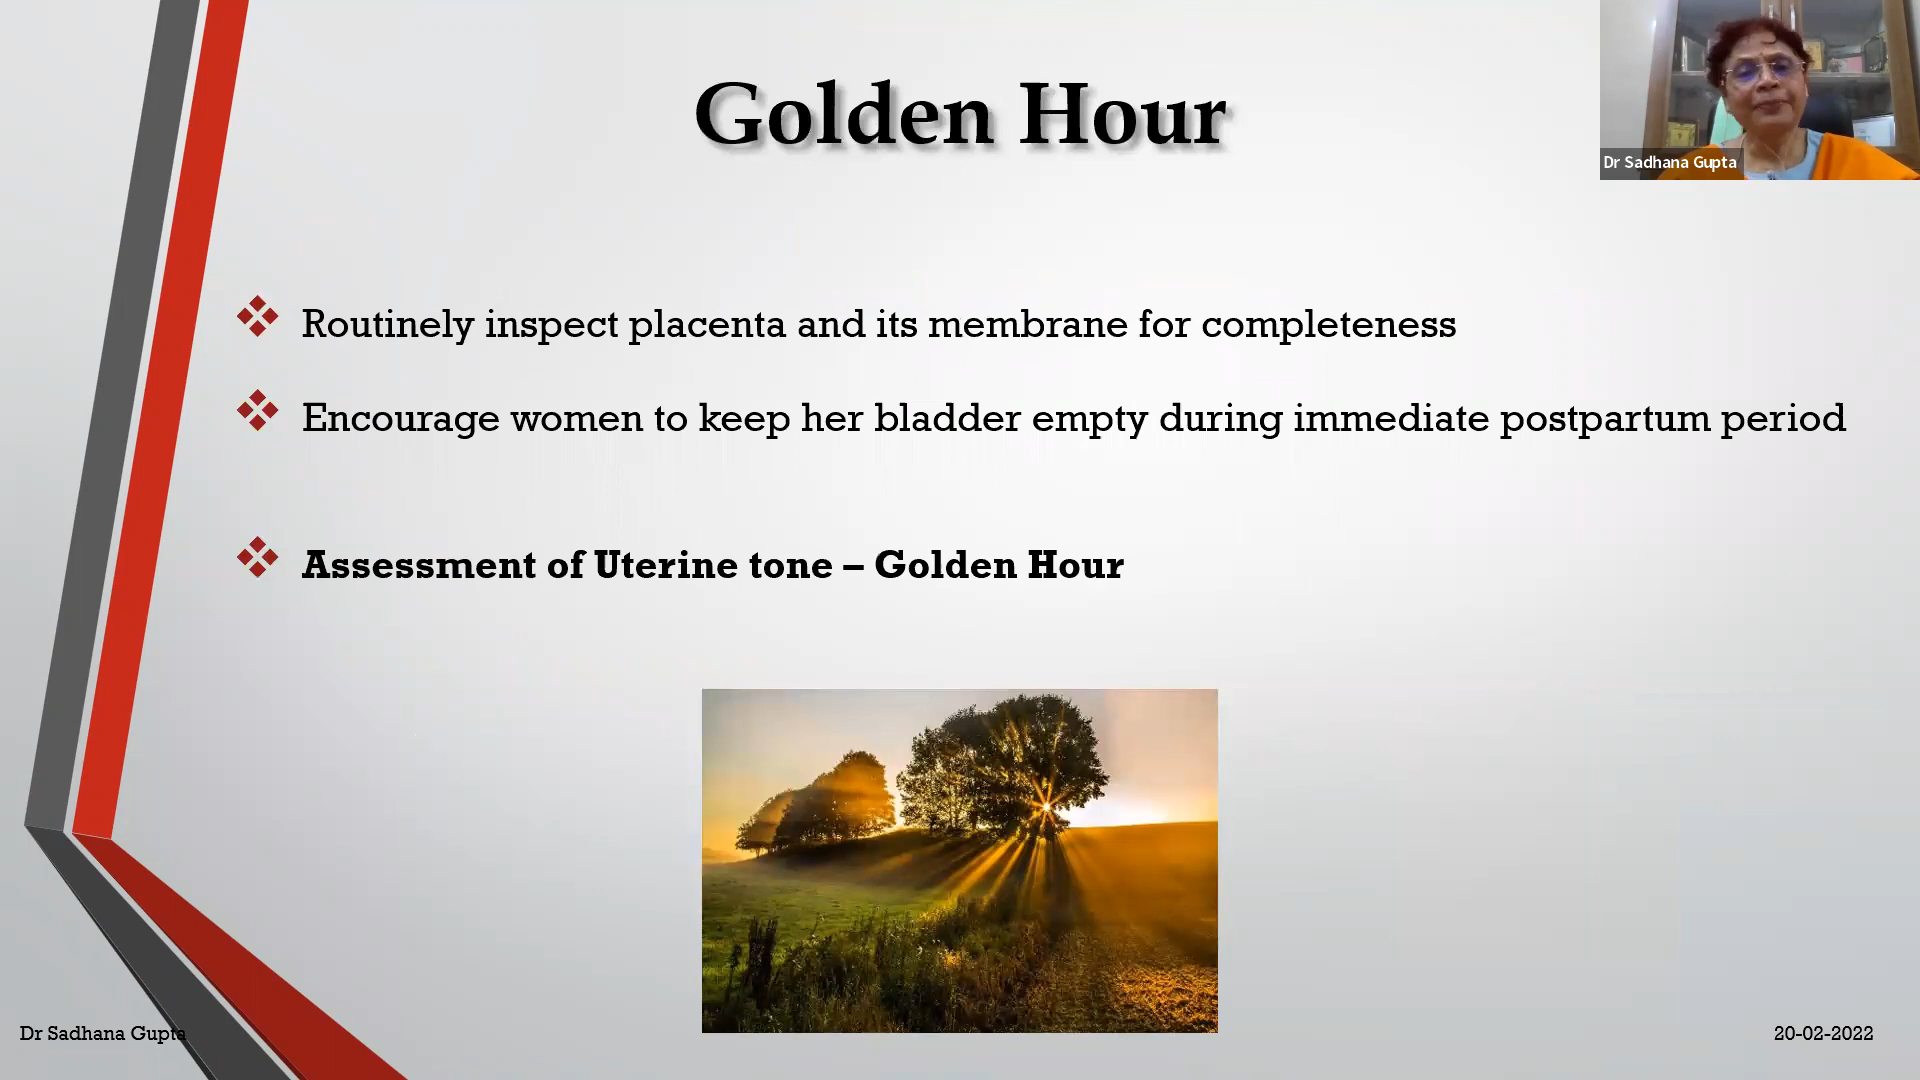 Golden Hour
Dr Sadhana Gupta
Routinely inspect placenta and its membrane for completeness
Encourage women to keep her bladder empty during immediate postpartum period
Assessment of Uterine tone – Golden Hour
Dr Sadhana Gupta
20-02-2022